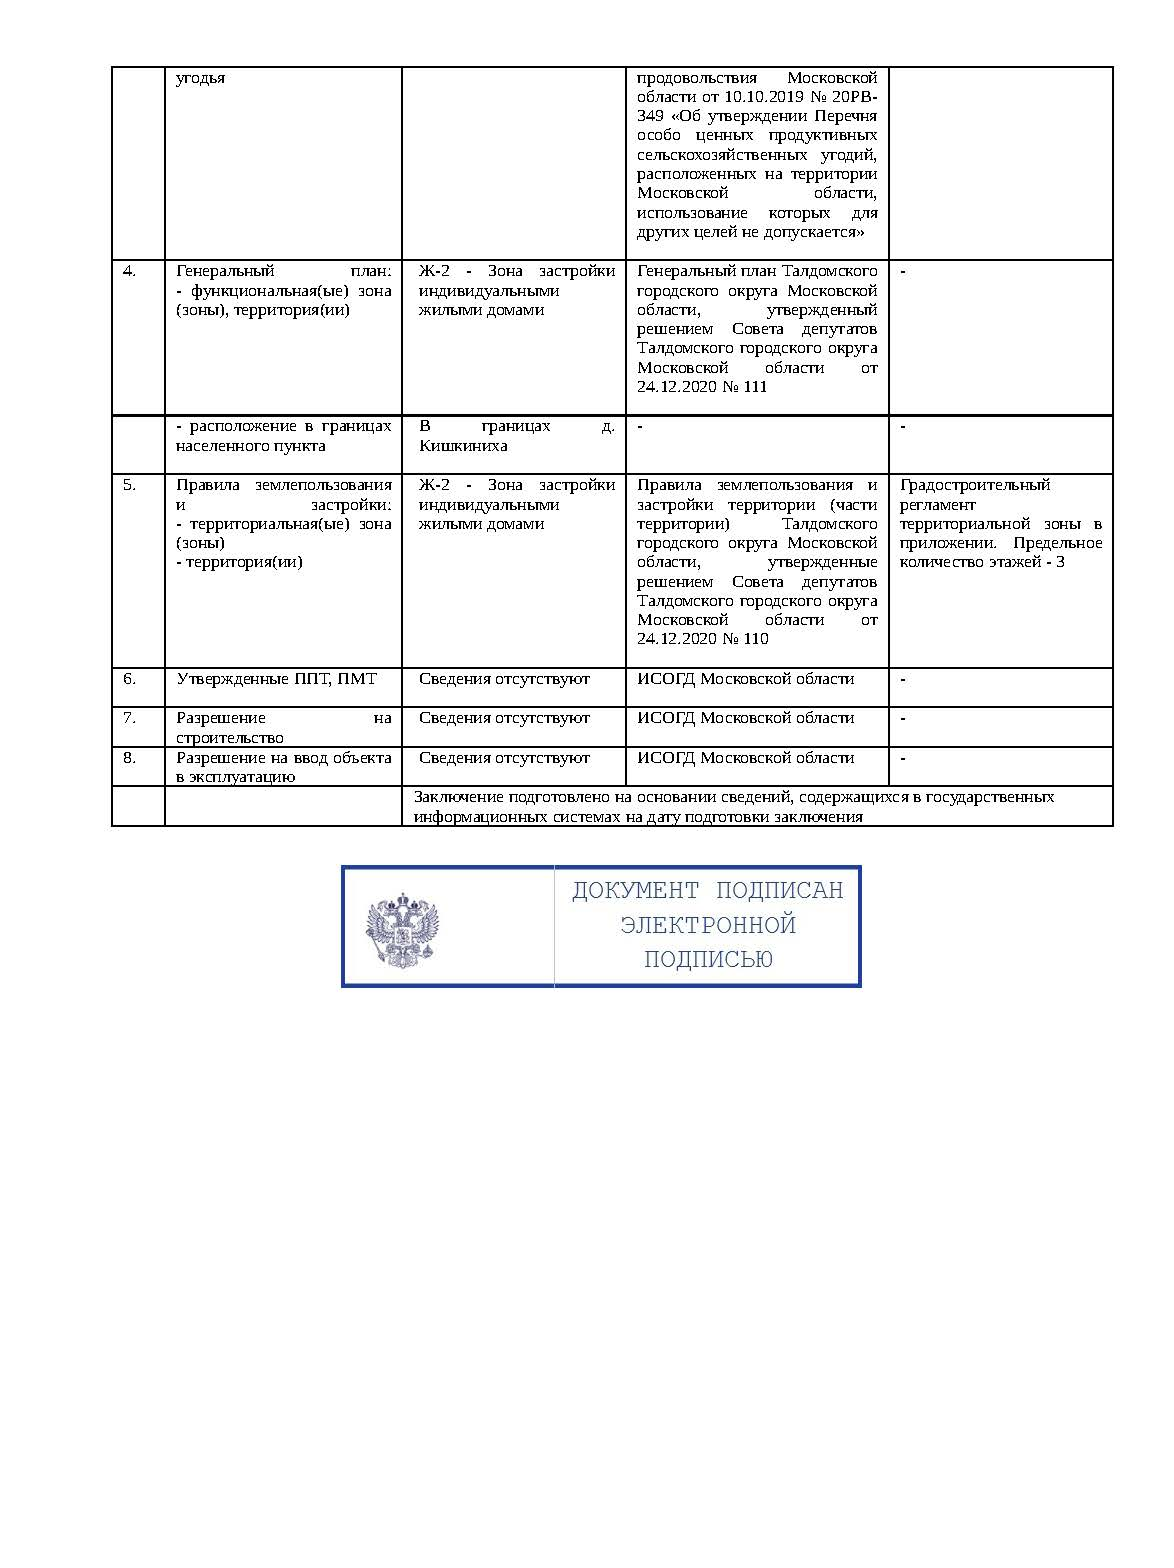 угодья
продовольствия Московской
области от 10.10.2019 № 20РВ-
349 «Об утверждении Перечня
особо ценных продуктивных
сельскохозяйственных угодий,
расположенных на территории
Московской области,
использование которых для
других целей не допускается»
4.
Генеральный план:
- функциональная(ые) зона
(зоны), территория(ии)
Ж-2 - Зона застройки
индивидуальными
жилыми домами
Генеральный план Талдомского
городского округа Московской
области, утвержденный
решением Совета депутатов
Талдомского городского округа
Московской области от
24.12.2020 № 111
-
- расположение в границах
населенного пункта
В границах д.
Кишкиниха
-
-
5.
Правила землепользования
и застройки:
- территориальная(ые) зона
(зоны)
- территория(ии)
Ж-2 - Зона застройки
индивидуальными
жилыми домами
Правила землепользования и
застройки территории (части
территории) Талдомского
городского округа Московской
области, утвержденные
решением Совета депутатов
Талдомского городского округа
Московской области от
24.12.2020 № 110
Градостроительный
регламент
территориальной зоны в
приложении. Предельное
количество этажей - 3
6.
Утвержденные ППТ, ПМТ
Сведения отсутствуют
ИСОГД Московской области
-
7.
Разрешение на
строительство
Сведения отсутствуют
ИСОГД Московской области
-
8.
Разрешение на ввод объекта
в эксплуатацию
Сведения отсутствуют
ИСОГД Московской области
-
Заключение подготовлено на основании сведений, содержащихся в государственных
информационных системах на дату подготовки заключения
ДОКУМЕНТ ПОДПИСАН
ЭЛЕКТРОННОЙ
ПОДПИСЬЮ